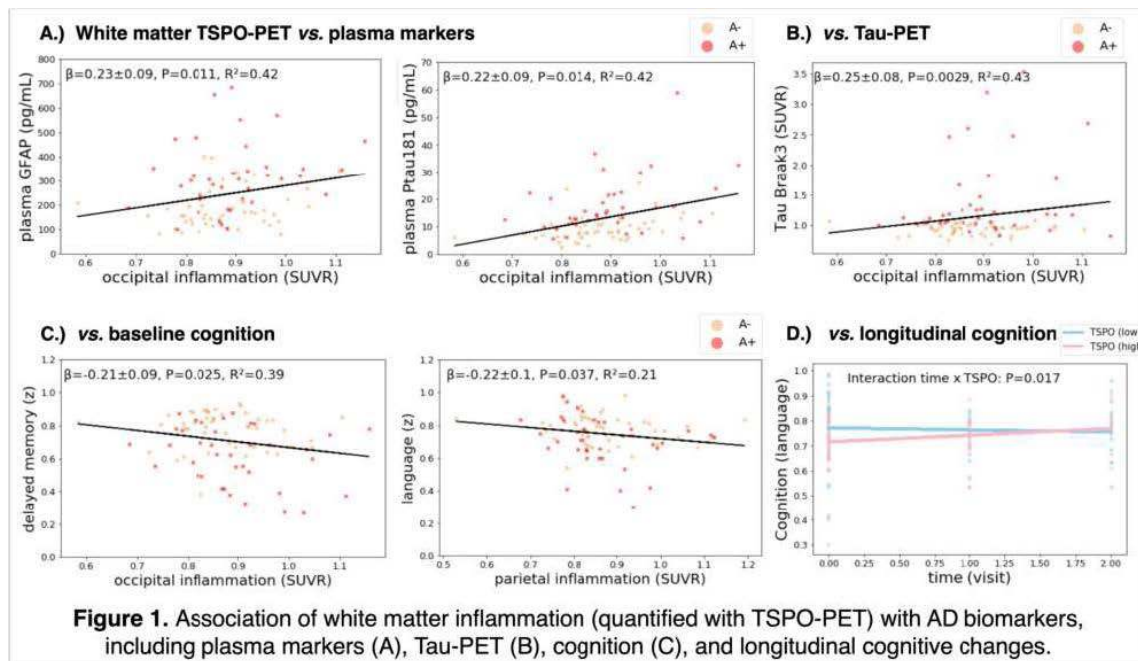 A.) White matter TSPO-PET vs. plasma markers
A-
A+
B.) vs. Tau-PET
β=0.23±0.09, P=0.011, R²=0.42
plasma GFAP (pg/mL)
800
700
600
500
400
300
200
100
0
0.6 0.7 0.8 0.9 1.0 1.1
occipital inflammation (SUVR)
β=0.22±0.09, P=0.014, R²=0.42
plasma Ptau181 (pg/mL)
70
60
50
40
30
20
10
0
0.6 0.7 0.8 0.9 1.0 1.1
occipital inflammation (SUVR)
β=0.25±0.08, P=0.0029, R²=0.43
Tau Braak3 (SUVR)
3.5
3.0
2.5
2.0
1.5
1.0
0.6 0.7 0.8 0.9 1.0 1.1
occipital inflammation (SUVR)
C.) vs. baseline cognition
A-
A+
D.) vs. longitudinal cognition
TSPO (low
TSPO (high
β=-0.21±0.09, P=0.025, R²=0.39
delayed memory (z)
1.2
1.0
0.8
0.6
0.4
0.2
0.0
0.6 0.7 0.8 0.9 1.0 1.1
occipital inflammation (SUVR)
β=-0.22±0.1, P=0.037, R²=0.21
language (z)
1.2
1.0
0.8
0.6
0.4
0.2
0.0
0.5 0.6 0.7 0.8 0.9 1.0 1.1 1.2
parietal inflammation (SUVR)
Interaction time x TSPO: P=0.017
Cognition (language)
1.0
0.9
0.8
0.7
0.6
0.5
0.4
0.3
0.00 0.25 0.50 0.75 1.00 1.25 1.50 1.75 2.00
time (visit)
Figure 1. Association of white matter inflammation (quantified with TSPO-PET) with AD biomarkers,
including plasma markers (A), Tau-PET (B), cognition (C), and longitudinal cognitive changes.